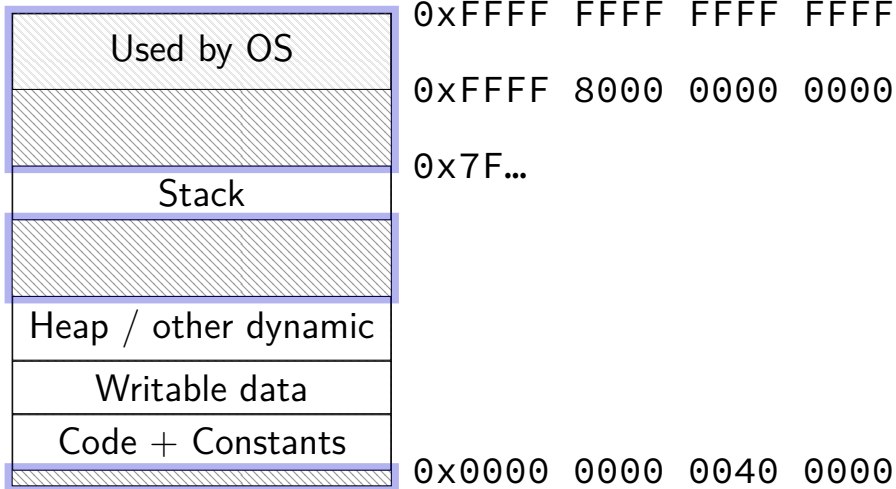 0xFFFF FFFF FFFF FFFF
Used by OS
0xFFFF 8000 0000 0000
0x7F…
Stack
Heap / other dynamic
Writable data
Code + Constants
0x0000 0000 0040 0000